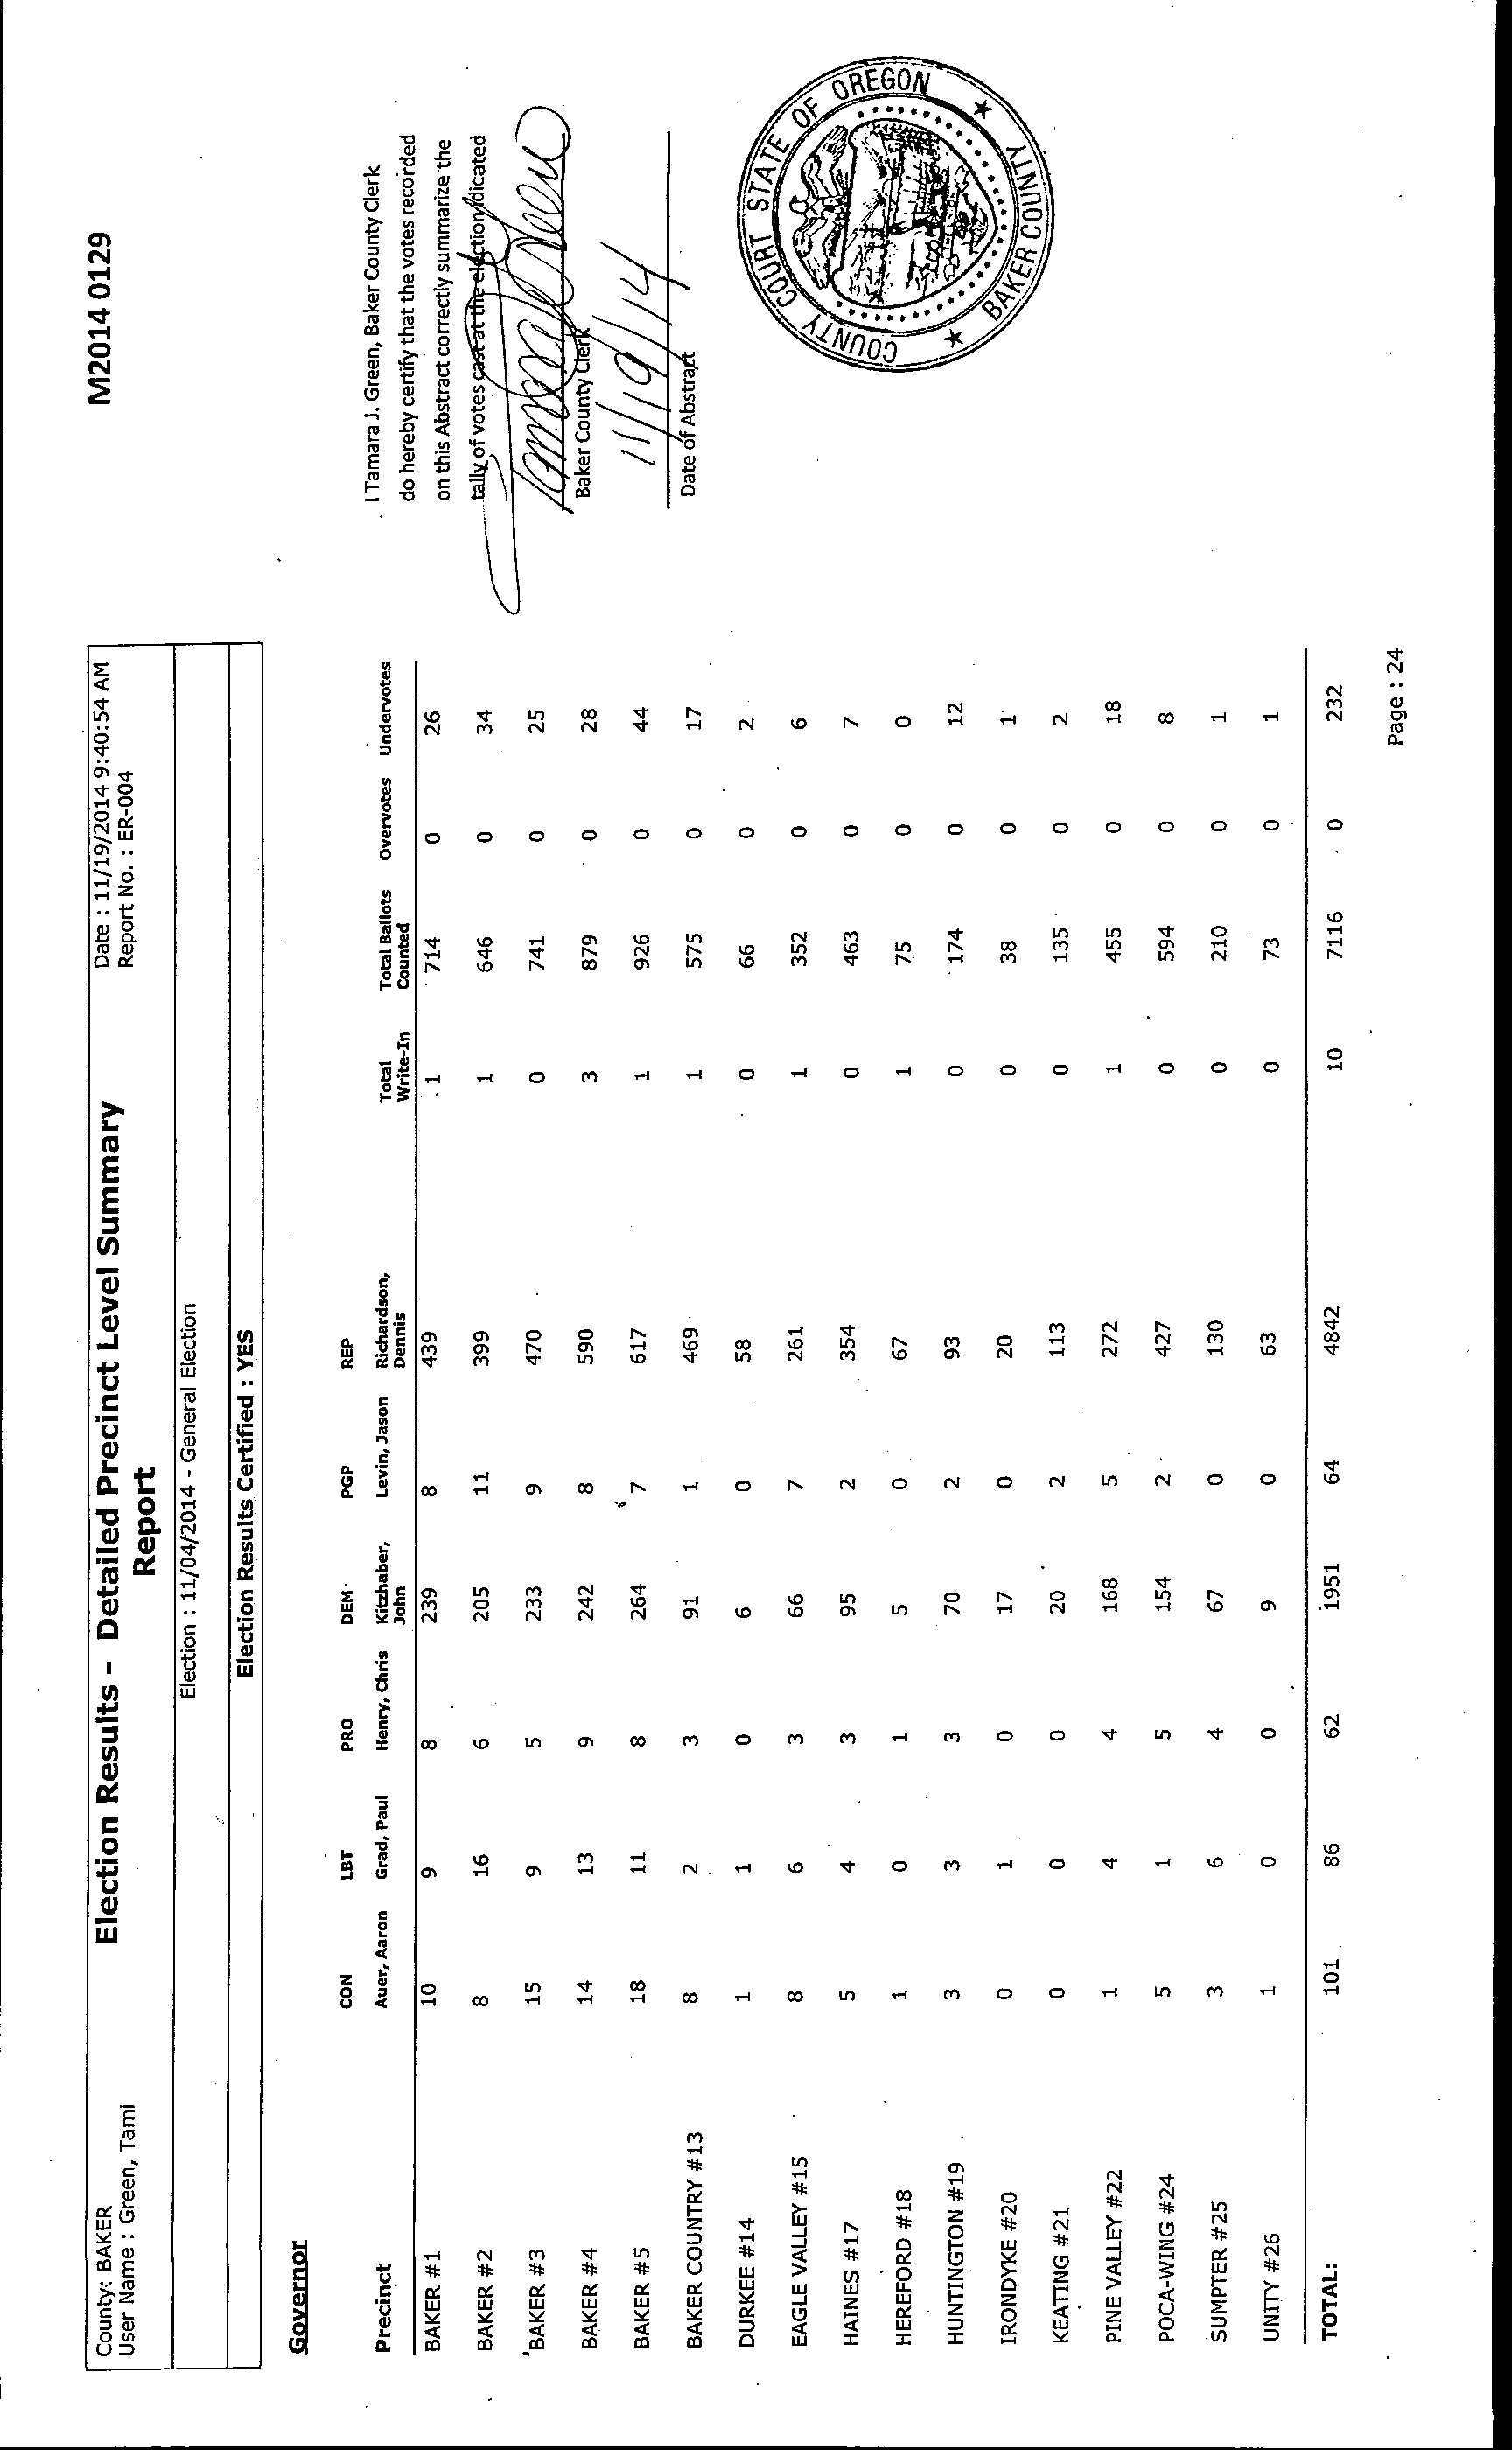 M2014 0129
County: BAKER Election Results - Detailed Precinct Level Summary Date : 11/19/2014 9:40:54 AM
User Name : Green, Tami Report Report No. : ER-004
Election : 11/04/2014 - General Election
Election Results Certified : YES
Governor
CON LBT PRO DEM PGP REP
Precinct Auer, Aaron Grad, Paul Henry, Chris Kitzhaber, John Levin, Jason Richardson, Dennis Total Write-In Total Ballots Counted Overvotes Undervotes
BAKER #1 10 9 8 239 8 439 1 714 0 26
BAKER #2 8 16 6 205 11 399 1 646 0 34
BAKER #3 15 9 5 233 9 470 0 741 0 25
BAKER #4 14 13 9 242 8 590 3 879 0 28
BAKER #5 18 11 8 264 7 617 1 926 0 44
BAKER COUNTRY #13 8 2 3 91 1 469 1 575 0 17
DURKEE #14 1 1 0 6 0 58 0 66 0 2
EAGLE VALLEY #15 8 6 3 66 7 261 1 352 0 6
HAINES #17 5 4 3 95 2 354 0 463 0 7
HEREFORD #18 1 0 1 5 0 67 1 75 0 0
HUNTINGTON #19 3 3 3 70 2 93 0 174 0 12
IRONDYKE #20 0 1 0 17 0 20 0 38 0 1
KEATING #21 0 0 0 20 2 113 0 135 0 2
PINE VALLEY #22 1 4 4 168 5 272 1 455 0 18
POCA-WING #24 5 1 5 154 2 427 0 594 0 8
SUMPTER #25 3 6 4 67 0 130 0 210 0 1
UNITY #26 1 0 0 9 0 63 0 73 0 1
TOTAL: 101 86 62 1951 64 4842 10 7116 0 232
Page : 24
I Tamara J. Green, Baker County Clerk
do hereby certify that the votes recorded
on this Abstract correctly summarize the
tally of votes cast at the election idicated
Baker County Clerk
11/19/14
Date of Abstract
COUNTY COURT STATE OF OREGON
BAKER COUNTY